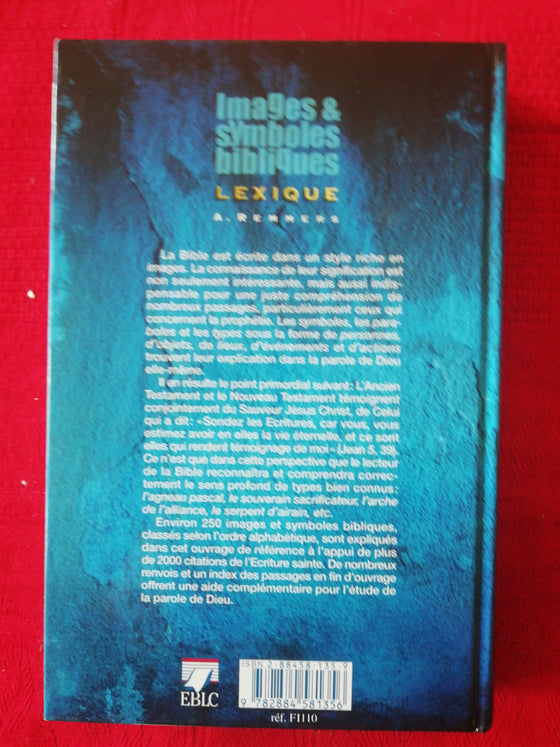 Images &
symboles
bibliques
LEXIQUE
A. REMMERS
La Bible est écrite dans un style riche en
images. La connaissance de leur signification est
non seulement intéressante, mais aussi indis-
pensable pour une juste compréhension de
nombreux passages, particulièrement ceux qui
concernent la prophétie. Les symboles, les para-
boles et les types sous la forme de personnes
d'objets, de lieux, d'événements et d'actions
trouvent leur explication dans la parole de Dieu
elle-même.
Il en résulte le point primordial suivant : L'Ancien
Testament et le Nouveau Testament témoignent
conjointement du Sauveur Jésus Christ, de Celui
qui a dit : «Sondez les Ecritures, car vous, vous
estimez avoir en elles la vie éternelle, et ce sont
elles qui rendent témoignage de moi» (Jean 5, 39).
Ce n'est que dans cette perspective que le lecteur
de la Bible reconnaîtra et comprendra correc-
tement le sens profond de types bien connus :
l'agneau pascal, le souverain sacrificateur, l'arche
de l'alliance, le serpent d'airain, etc.
Environ 250 images et symboles bibliques,
classés selon l'ordre alphabétique, sont expliqués
dans cet ouvrage de référence à l'appui de plus
de 2000 citations de l'Ecriture sainte. De nombreux
renvois et un index des passages en fin d'ouvrage
offrent une aide complémentaire pour l'étude de
la parole de Dieu.
EBLC
ISBN 2-88458-135-9
9 782884 581356
réf. F1110